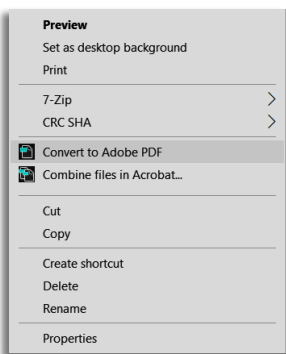 Preview
Set as desktop background
Print
7-Zip
CRC SHA
Convert to Adobe PDF
Combine files in Acrobat...
Cut
Copy
Create shortcut
Delete
Rename
Properties